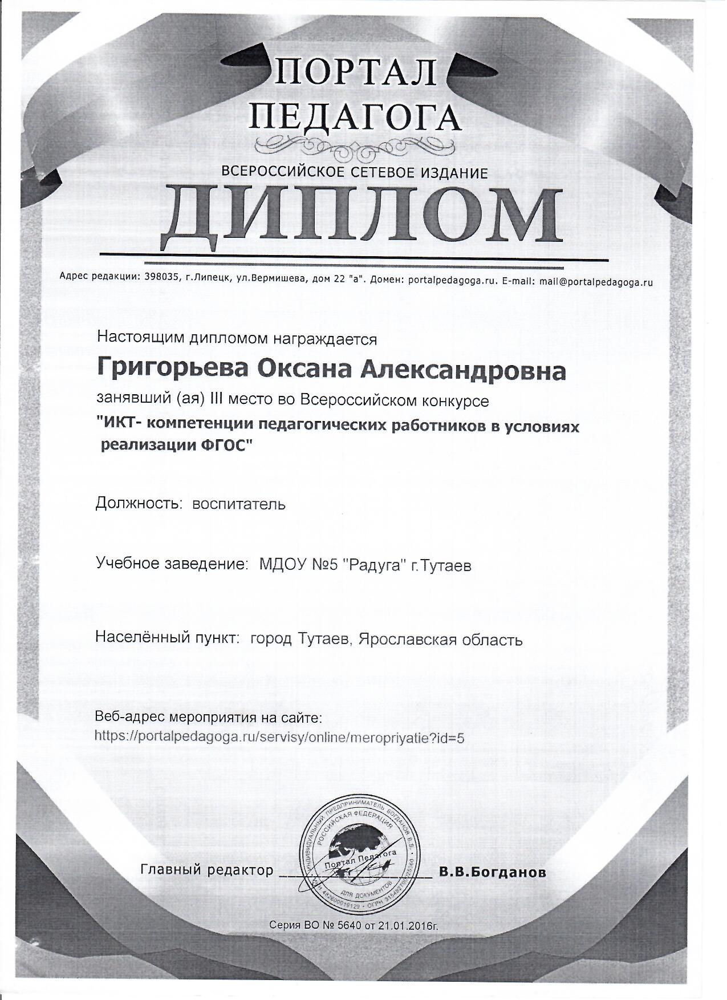 ПОРТАЛ
ПЕДАГОГА
ВСЕРОССИЙСКОЕ СЕТЕВОЕ ИЗДАНИЕ
ДИПЛОМ
Адрес редакции: 398035, г.Липецк, ул.Вермишева, дом 22 "а". Домен: portalpedagoga.ru. E-mail: mail@portalpedagoga.ru
Настоящим дипломом награждается
Григорьева Оксана Александровна
занявший (ая) III место во Всероссийском конкурсе
"ИКТ- компетенции педагогических работников в условиях
реализации ФГОС"
Должность: воспитатель
Учебное заведение: МДОУ №5 "Радуга" г.Тутаев
Населённый пункт: город Тутаев, Ярославская область
Веб-адрес мероприятия на сайте:
https://portalpedagoga.ru/servisy/online/meropriyatie?id=5
ИНДИВИДУАЛЬНЫЙ ПРЕДПРИНИМАТЕЛЬ БОГДАНОВ В.В.
РОССИЙСКАЯ ФЕДЕРАЦИЯ
Портал Педагога
ДЛЯ ДОКУМЕНТОВ
Главный редактор В.В.Богданов
Серия ВО № 5640 от 21.01.2016г.